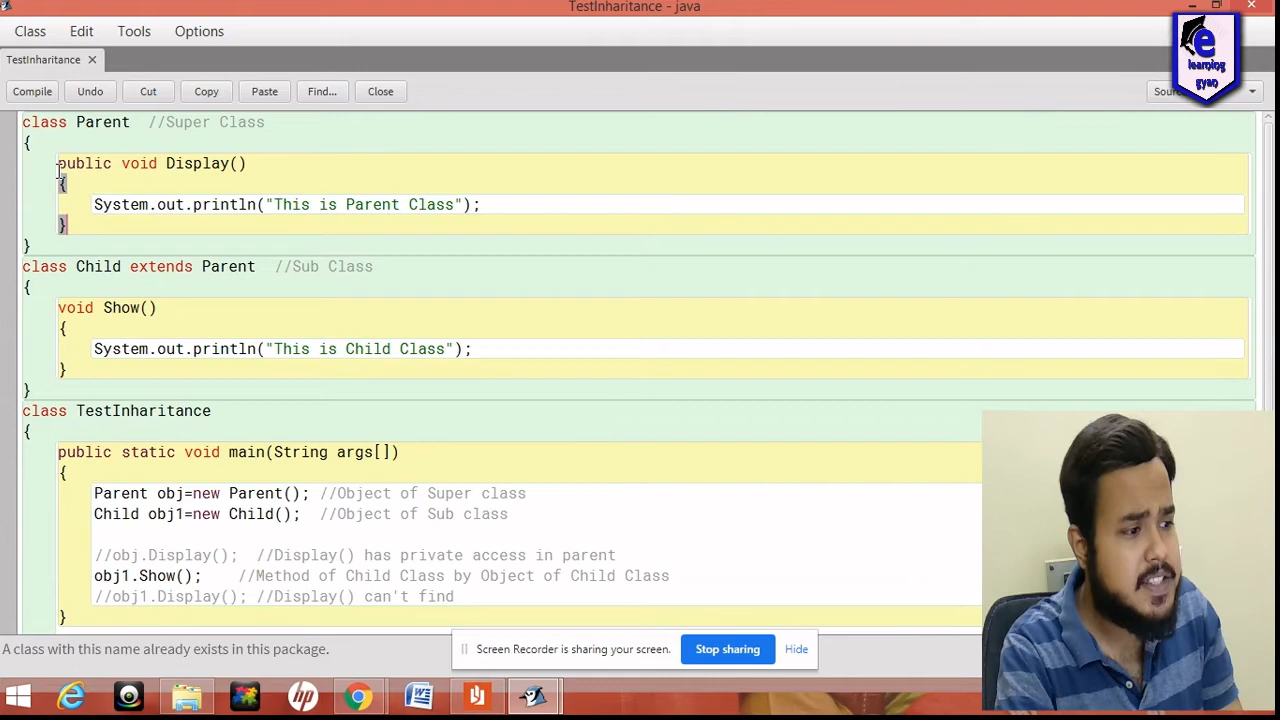 TestInharitance - java
Class Edit Tools Options
TestInharitance
Compile Undo Cut Copy Paste Find... Close
e
learning
gyan
class Parent //Super Class
{
public void Display()
{
System.out.println("This is Parent Class");
}
}
class Child extends Parent //Sub Class
{
void Show()
{
System.out.println("This is Child Class");
}
}
class TestInharitance
{
public static void main(String args[])
{
Parent obj=new Parent(); //Object of Super class
Child obj1=new Child(); //Object of Sub class
//obj.Display(); //Display() has private access in parent
obj1.Show(); //Method of Child Class by Object of Child Class
//obj1.Display(); //Display() can't find
}
A class with this name already exists in this package.
Screen Recorder is sharing your screen. Stop sharing Hide